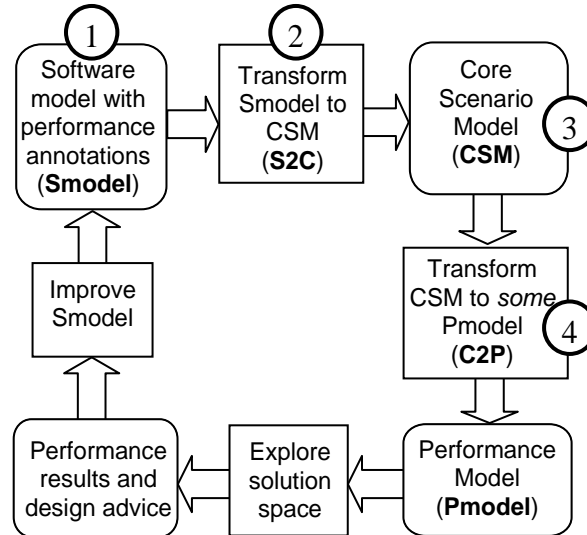 1
Software
model with
performance
annotations
(Smodel)
2
Transform
Smodel to
CSM
(S2C)
Core
Scenario
Model
(CSM)
3
Transform
CSM to some
Pmodel
(C2P)
4
Performance
Model
(Pmodel)
Explore
solution
space
Performance
results and
design advice
Improve
Smodel